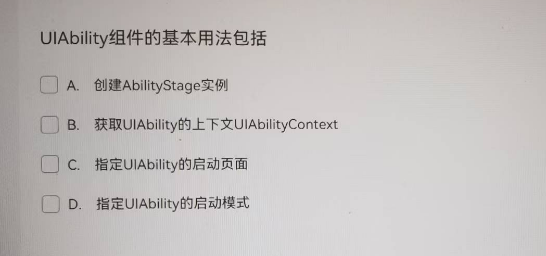 UIAbility组件的基本用法包括
A. 创建AbilityStage实例
B. 获取UIAbility的上下文UIAbilityContext
C. 指定UIAbility的启动页面
D. 指定UIAbility的启动模式